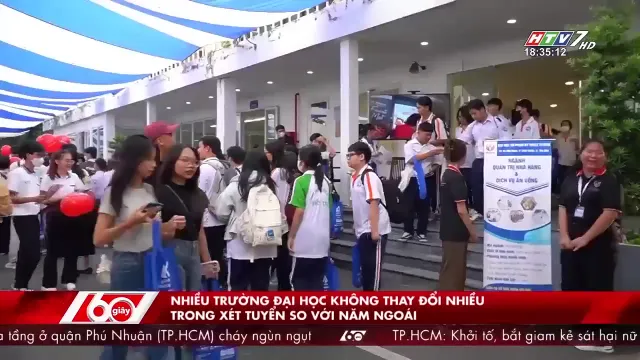 HTV7 HD
18:35:12
NGÀNH
QUẢN TRỊ NHÀ HÀNG
&
DỊCH VỤ ĂN UỐNG
60 giây
NHIỀU TRƯỜNG ĐẠI HỌC KHÔNG THAY ĐỔI NHIỀU
TRONG XÉT TUYỂN SO VỚI NĂM NGOÁI
tầng ở quận Phú Nhuận (TP.HCM) cháy ngùn ngụt
TP.HCM: Khởi tố, bắt giam kẻ sát hại nữ